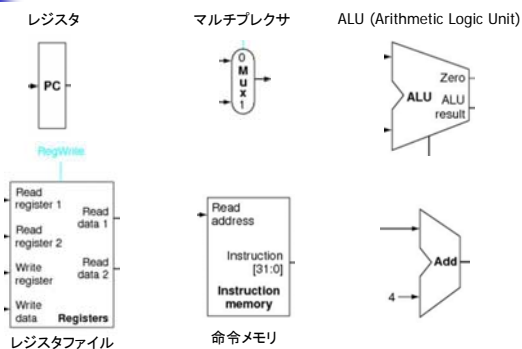 レジスタ
マルチプレクサ
ALU (Arithmetic Logic Unit)
PC
0
M
u
x
1
Zero
ALU
ALU
result
RegWrite
Read
register 1
Read
register 2
Write
register
Write
data
Read
data 1
Read
data 2
Registers
レジスタファイル
Read
address
Instruction
[31:0]
Instruction
memory
命令メモリ
Add
4